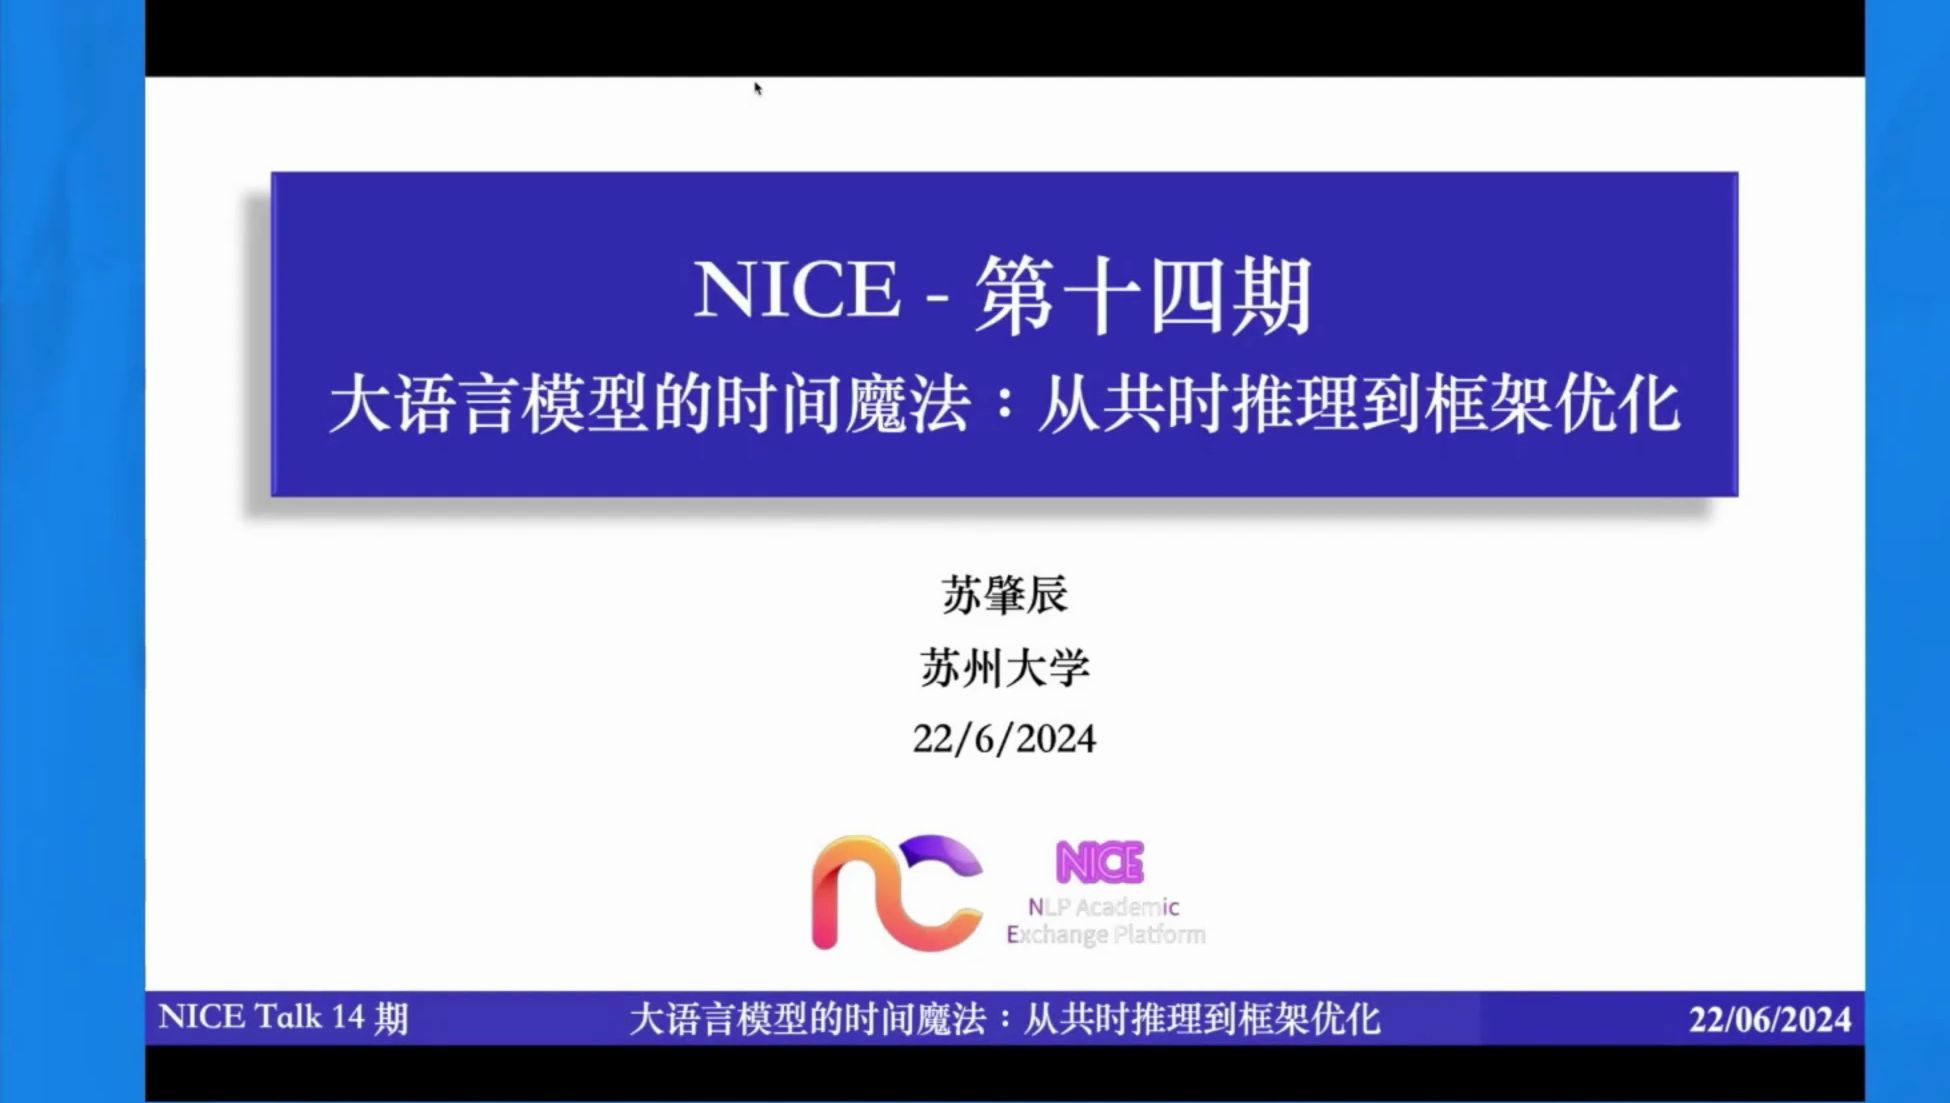 NICE - 第十四期
大语言模型的时间魔法：从共时推理到框架优化
苏肇辰
苏州大学
22/6/2024
NICE
NLP Academic
Exchange Platform
NICE Talk 14 期
大语言模型的时间魔法：从共时推理到框架优化
22/06/2024